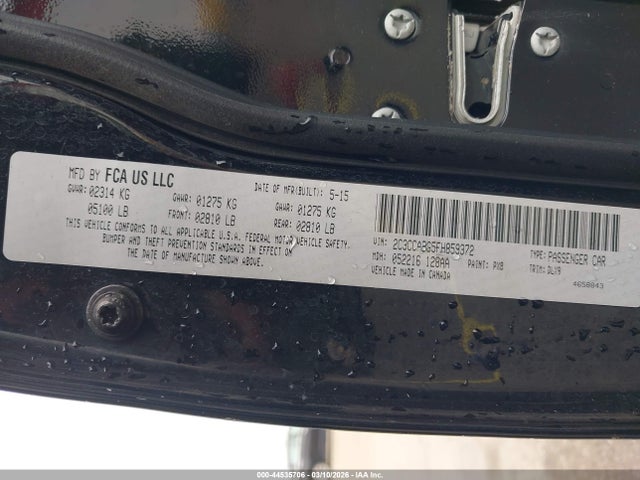 MFD BY FCA US LLC
DATE OF MFR(BUILT): 5-15
GVWR: 02314 KG GAWR: 01275 KG GAWR: 01275 KG
05100 LB FRONT: 02810 LB REAR: 02810 LB
THIS VEHICLE CONFORMS TO ALL APPLICABLE U.S.A. FEDERAL MOTOR VEHICLE SAFETY,
BUMPER AND THEFT PREVENTION STANDARDS IN EFFECT ON
THE DATE OF MANUFACTURE SHOWN ABOVE.
VIN: 2C3CCABG5FH859372 TYPE: PASSENGER CAR
MDH: 052216 128AA PAINT: PX8 TRIM: DLX9
VEHICLE MADE IN CANADA
4658843
000-44535706 - 03/10/2026 - IAA Inc.